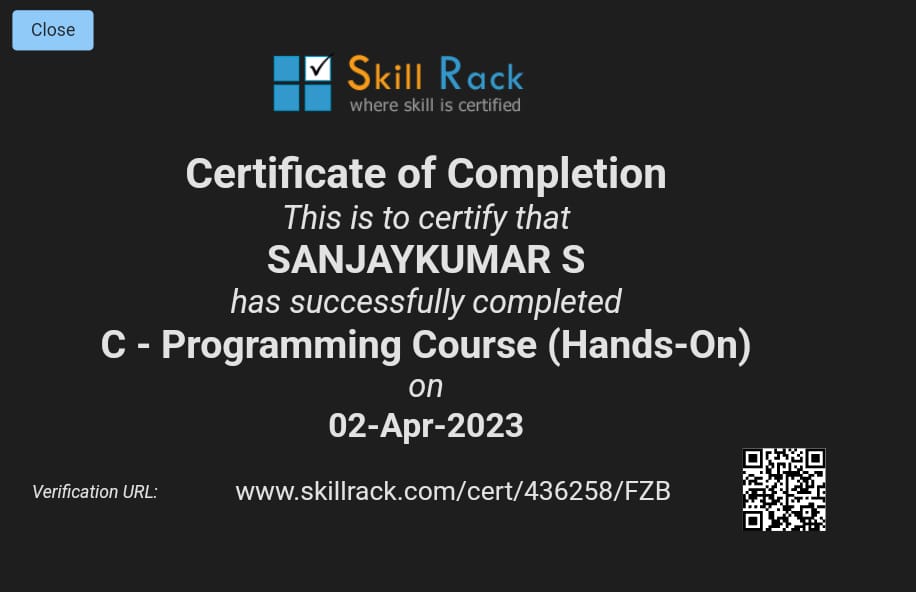 Close
Skill Rack
where skill is certified
Certificate of Completion
This is to certify that
SANJAYKUMAR S
has successfully completed
C - Programming Course (Hands-On)
on
02-Apr-2023
Verification URL: www.skillrack.com/cert/436258/FZB